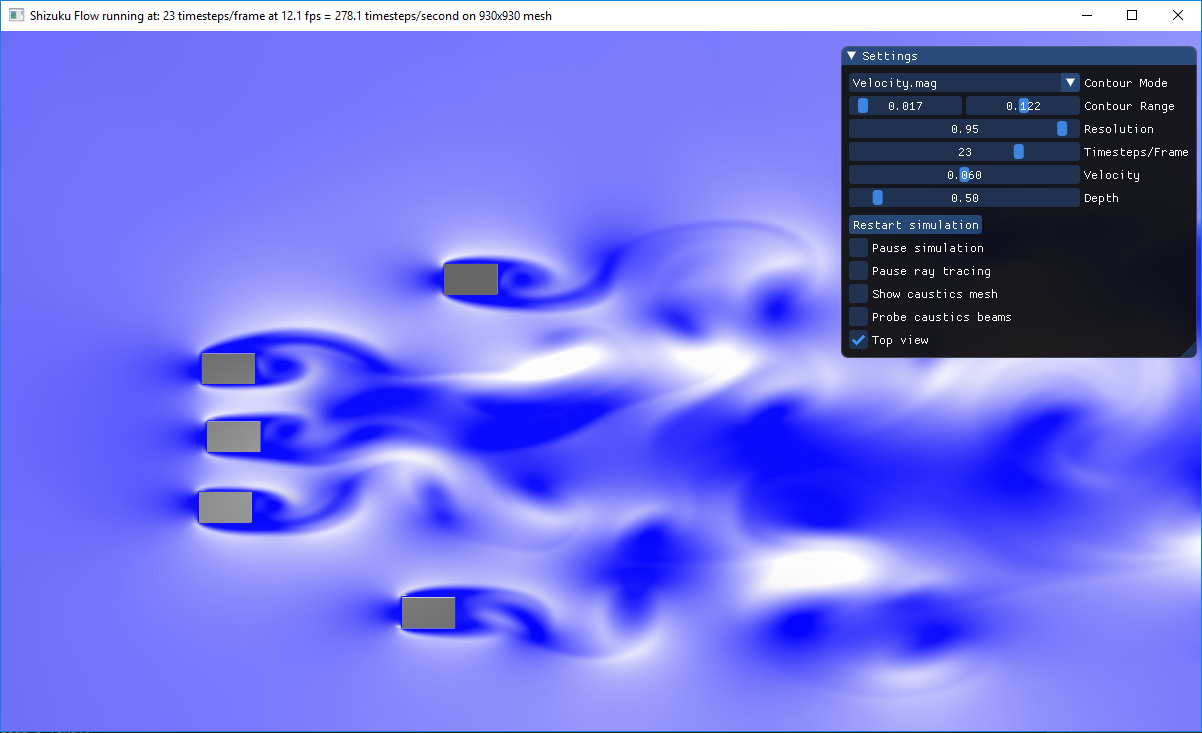 Shizuku Flow running at: 23 timesteps/frame at 12.1 fps = 278.1 timesteps/second on 930x930 mesh
Settings
Velocity.mag Contour Mode
0.017 0.122 Contour Range
0.95 Resolution
23 Timesteps/Frame
0.060 Velocity
0.50 Depth
Restart simulation
Pause simulation
Pause ray tracing
Show caustics mesh
Probe caustics beams
Top view